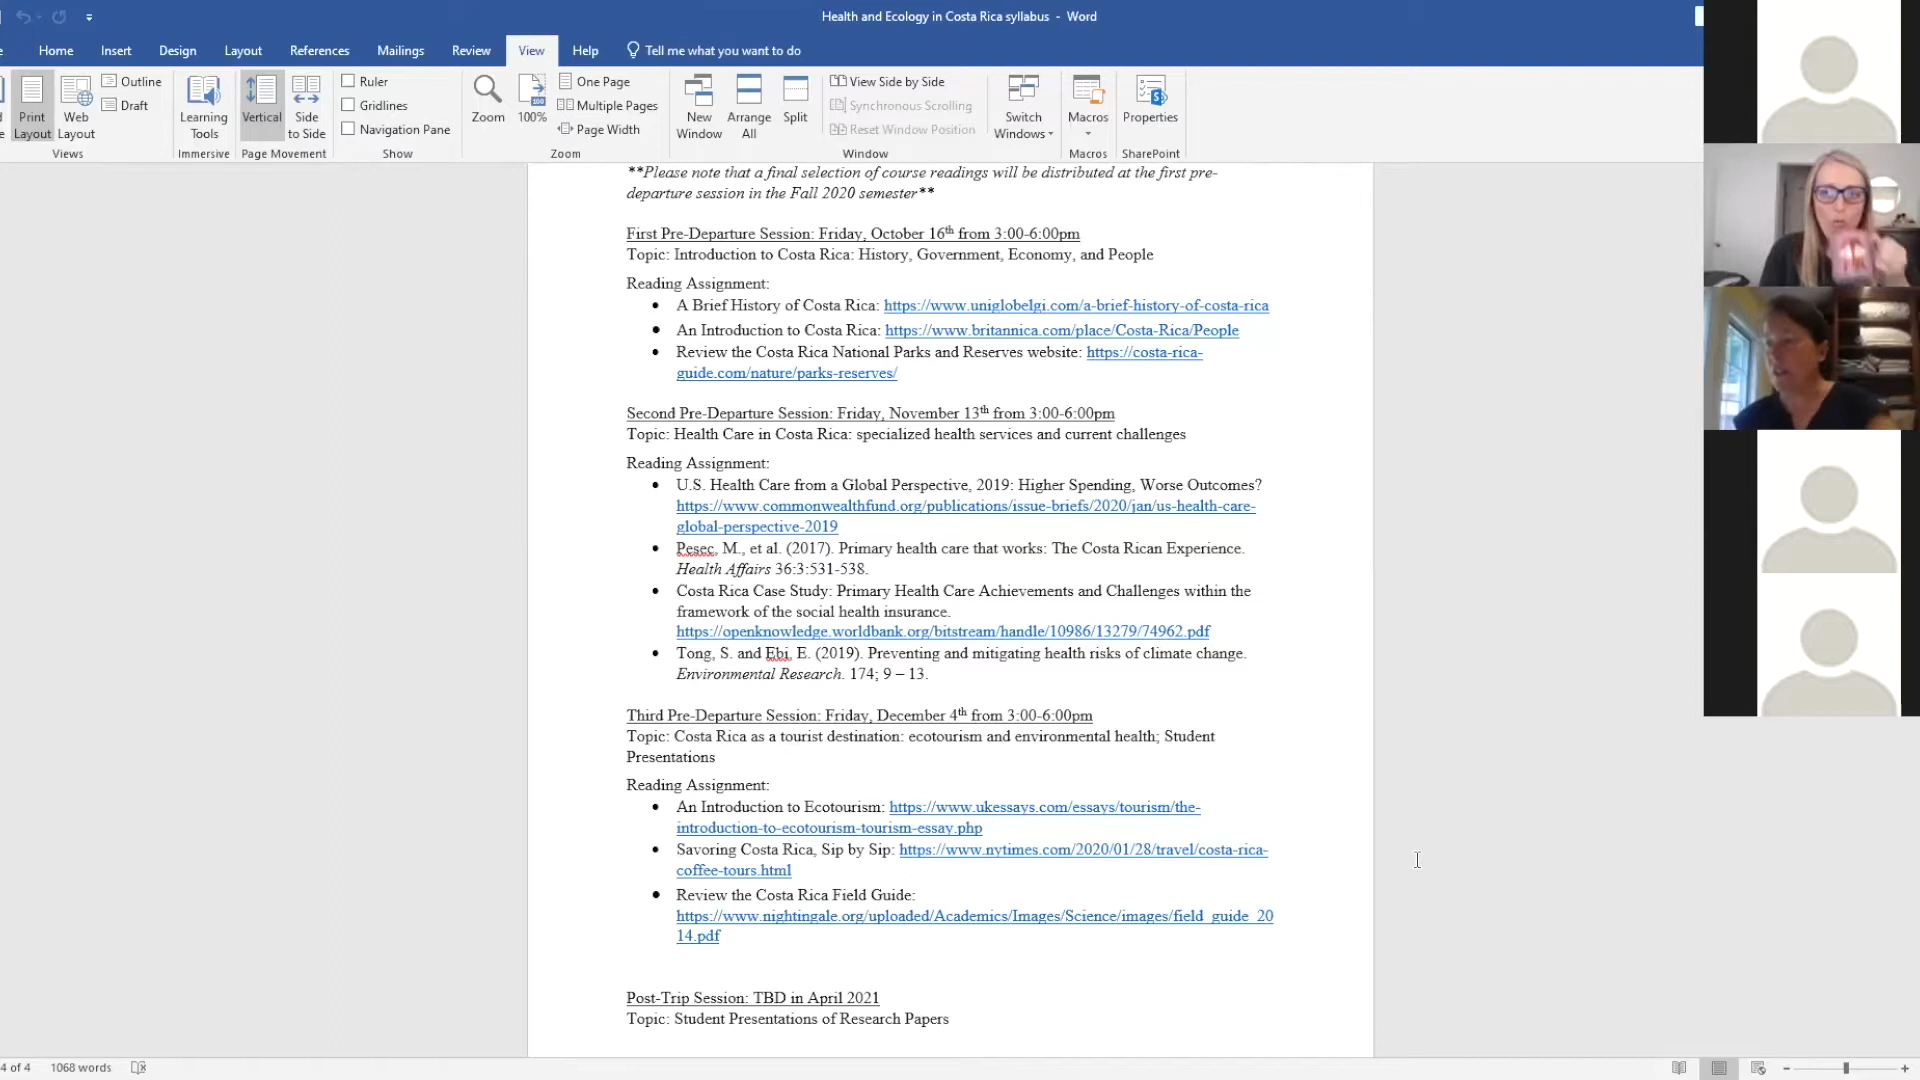 Health and Ecology in Costa Rica syllabus - Word
Home Insert Design Layout References Mailings Review View Help Tell me what you want to do
Print Layout
Web Layout
Outline
Draft
Views
Learning Tools
Immersive
Vertical
Side to Side
Page Movement
Ruler
Gridlines
Navigation Pane
Show
Zoom
100%
One Page
Multiple Pages
Page Width
Zoom
New Window
Arrange All
Split
View Side by Side
Synchronous Scrolling
Reset Window Position
Window
Switch Windows
Macros
Macros
Properties
SharePoint
**Please note that a final selection of course readings will be distributed at the first pre-
departure session in the Fall 2020 semester**
First Pre-Departure Session: Friday, October 16th from 3:00-6:00pm
Topic: Introduction to Costa Rica: History, Government, Economy, and People
Reading Assignment:
• A Brief History of Costa Rica: https://www.uniglobelgi.com/a-brief-history-of-costa-rica
• An Introduction to Costa Rica: https://www.britannica.com/place/Costa-Rica/People
• Review the Costa Rica National Parks and Reserves website: https://costa-rica-
guide.com/nature/parks-reserves/
Second Pre-Departure Session: Friday, November 13th from 3:00-6:00pm
Topic: Health Care in Costa Rica: specialized health services and current challenges
Reading Assignment:
• U.S. Health Care from a Global Perspective, 2019: Higher Spending, Worse Outcomes?
https://www.commonwealthfund.org/publications/issue-briefs/2020/jan/us-health-care-
global-perspective-2019
• Pesec, M., et al. (2017). Primary health care that works: The Costa Rican Experience.
Health Affairs 36:3:531-538.
• Costa Rica Case Study: Primary Health Care Achievements and Challenges within the
framework of the social health insurance.
https://openknowledge.worldbank.org/bitstream/handle/10986/13279/74962.pdf
• Tong, S. and Ebi, E. (2019). Preventing and mitigating health risks of climate change.
Environmental Research. 174; 9 – 13.
Third Pre-Departure Session: Friday, December 4th from 3:00-6:00pm
Topic: Costa Rica as a tourist destination: ecotourism and environmental health; Student
Presentations
Reading Assignment:
• An Introduction to Ecotourism: https://www.ukessays.com/essays/tourism/the-
introduction-to-ecotourism-tourism-essay.php
• Savoring Costa Rica, Sip by Sip: https://www.nytimes.com/2020/01/28/travel/costa-rica-
coffee-tours.html
• Review the Costa Rica Field Guide:
https://www.nightingale.org/uploaded/Academics/Images/Science/images/field_guide_20
14.pdf
Post-Trip Session: TBD in April 2021
Topic: Student Presentations of Research Papers
4 of 4 1068 words